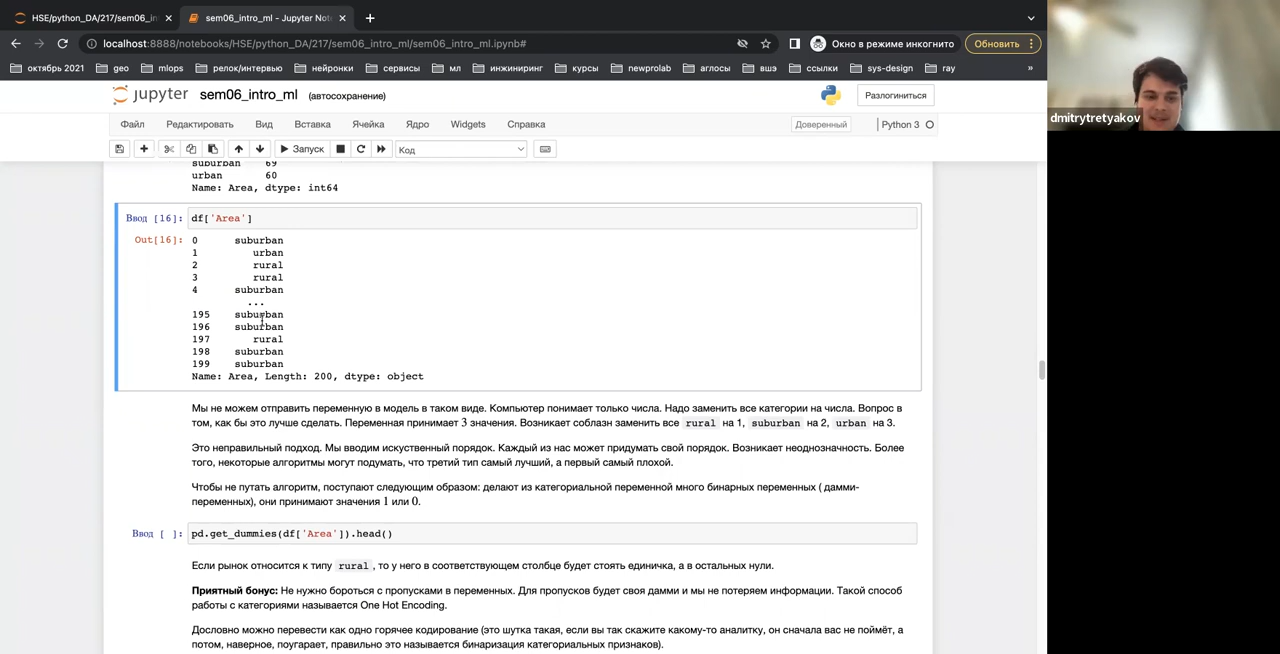 HSE/python_DA/217/sem06_in
sem06_intro_ml - Jupyter Not
localhost:8888/notebooks/HSE/python_DA/217/sem06_intro_ml/sem06_intro_ml.ipynb#
Окно в режиме инкогнито
Обновить
октябрь 2021 geo mlops релок/интервью нейронки сервисы мл инжиниринг курсы newprolab аглосы вшэ ссылки sys-design ray »
dmitrytretyakov
jupyter sem06_intro_ml (автосохранение)
Разлогиниться
Файл Редактировать Вид Вставка Ячейка Ядро Widgets Справка
Доверенный Python 3
Запуск Код
suburban 69
urban 60
Name: Area, dtype: int64
Ввод [16]: df['Area']
Out[16]: 0 suburban
1 urban
2 rural
3 rural
4 suburban
...
195 suburban
196 suburban
197 rural
198 suburban
199 suburban
Name: Area, Length: 200, dtype: object
Мы не можем отправить переменную в модель в таком виде. Компьютер понимает только числа. Надо заменить все категории на числа. Вопрос в
том, как бы это лучше сделать. Переменная принимает 3 значения. Возникает соблазн заменить все rural на 1, suburban на 2, urban на 3.
Это неправильный подход. Мы вводим искуственный порядок. Каждый из нас может придумать свой порядок. Возникает неоднозначность. Более
того, некоторые алгоритмы могут подумать, что третий тип самый лучший, а первый самый плохой.
Чтобы не путать алгоритм, поступают следующим образом: делают из категориальной переменной много бинарных переменных ( дамми-
переменных), они принимают значения 1 или 0.
Ввод [ ]: pd.get_dummies(df['Area']).head()
Если рынок относится к типу rural, то у него в соответствующем столбце будет стоять единичка, а в остальных нули.
Приятный бонус: Не нужно бороться с пропусками в переменных. Для пропусков будет своя дамми и мы не потеряем информации. Такой способ
работы с категориями называется One Hot Encoding.
Дословно можно перевести как одно горячее кодирование (это шутка такая, если вы так скажите какому-то аналитку, он сначала вас не поймёт, а
потом, наверное, поугарает, правильно это называется бинаризация категориальных признаков).